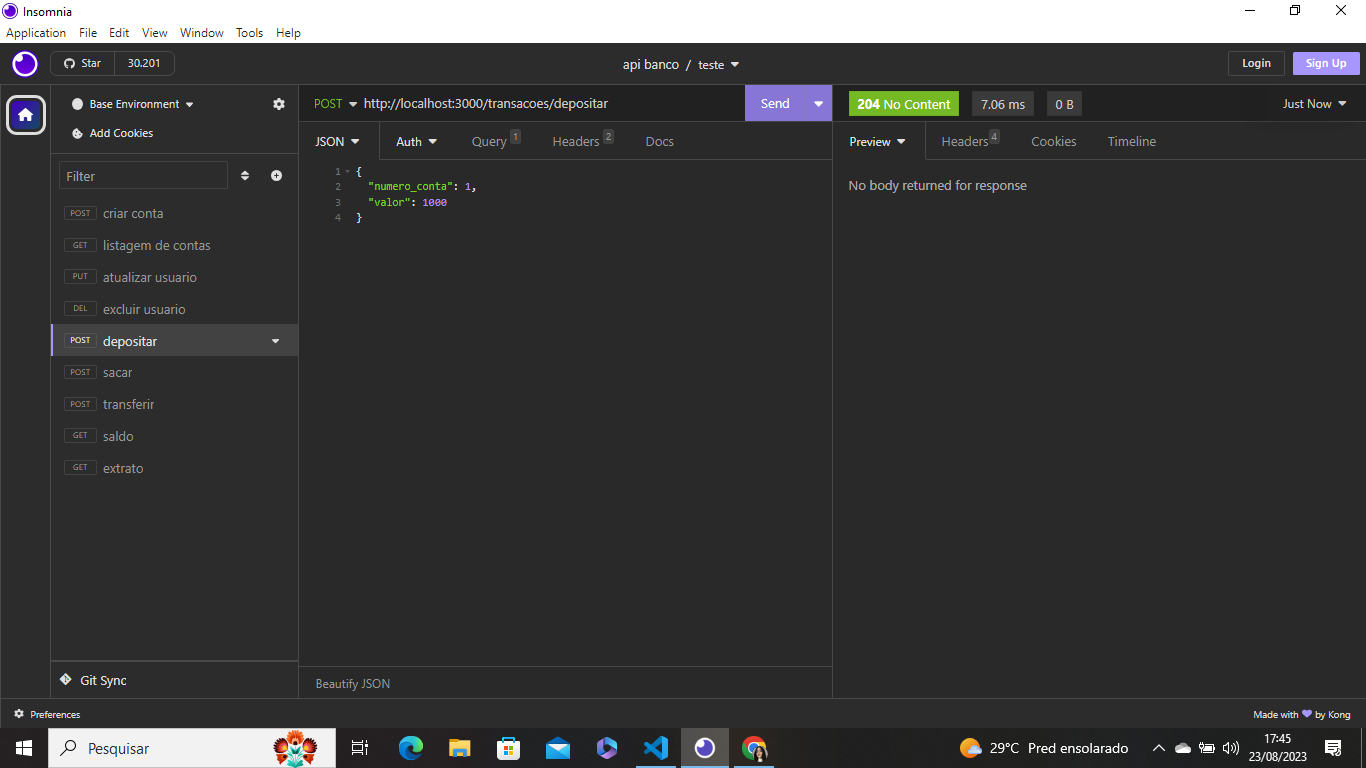 Insomnia
Application File Edit View Window Tools Help
Star 30.201
api banco / teste
Login Sign Up
Base Environment
Add Cookies
Filter
POST criar conta
GET listagem de contas
PUT atualizar usuario
DEL excluir usuario
POST depositar
POST sacar
POST transferir
GET saldo
GET extrato
Git Sync
POST http://localhost:3000/transacoes/depositar Send
JSON Auth Query 1 Headers 2 Docs
1 {
2 "numero_conta": 1,
3 "valor": 1000
4 }
Beautify JSON
204 No Content 7.06 ms 0 B Just Now
Preview Headers 4 Cookies Timeline
No body returned for response
Preferences
Made with by Kong
Pesquisar
29°C Pred ensolarado
17:45
23/08/2023